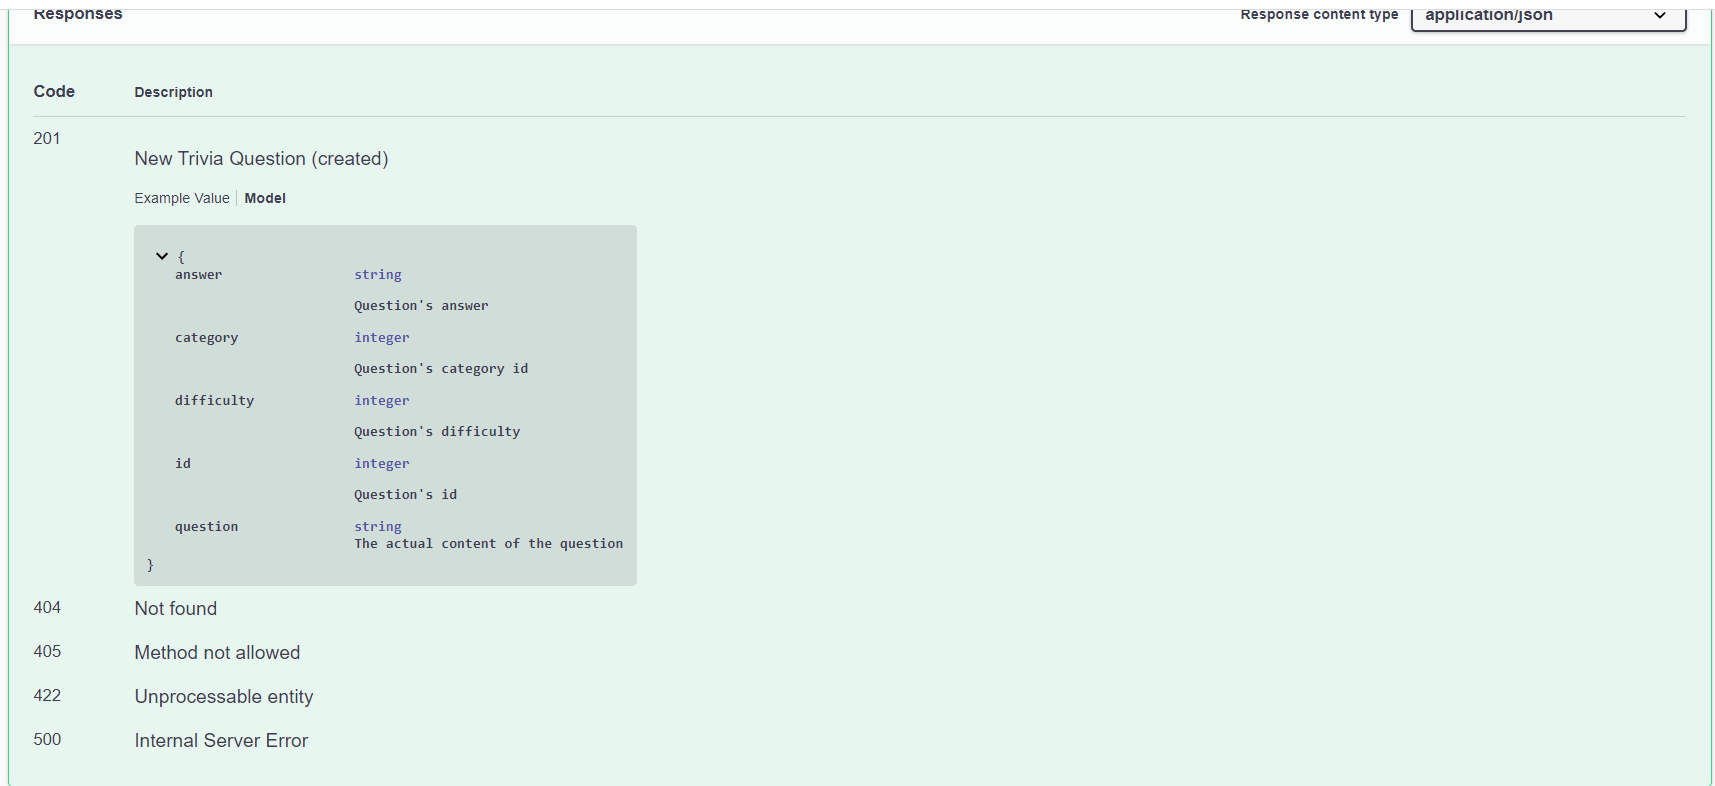 Responses Response content type application/json
Code Description
201
New Trivia Question (created)
Example Value Model
{
answer string
Question's answer
category integer
Question's category id
difficulty integer
Question's difficulty
id integer
Question's id
question string
The actual content of the question
}
404 Not found
405 Method not allowed
422 Unprocessable entity
500 Internal Server Error